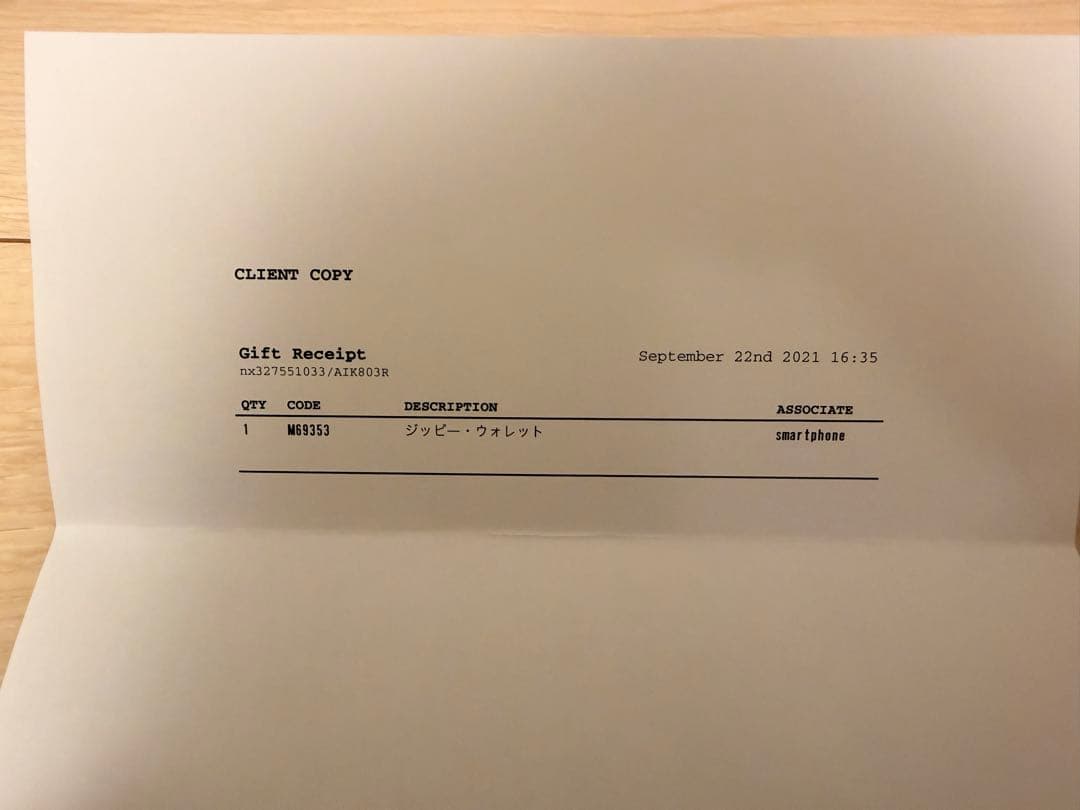 CLIENT COPY
Gift Receipt
September 22nd 2021 16:35
nx327551033/AIK803R
QTY CODE DESCRIPTION ASSOCIATE
1 M69353 ジッピー・ウォレット smartphone